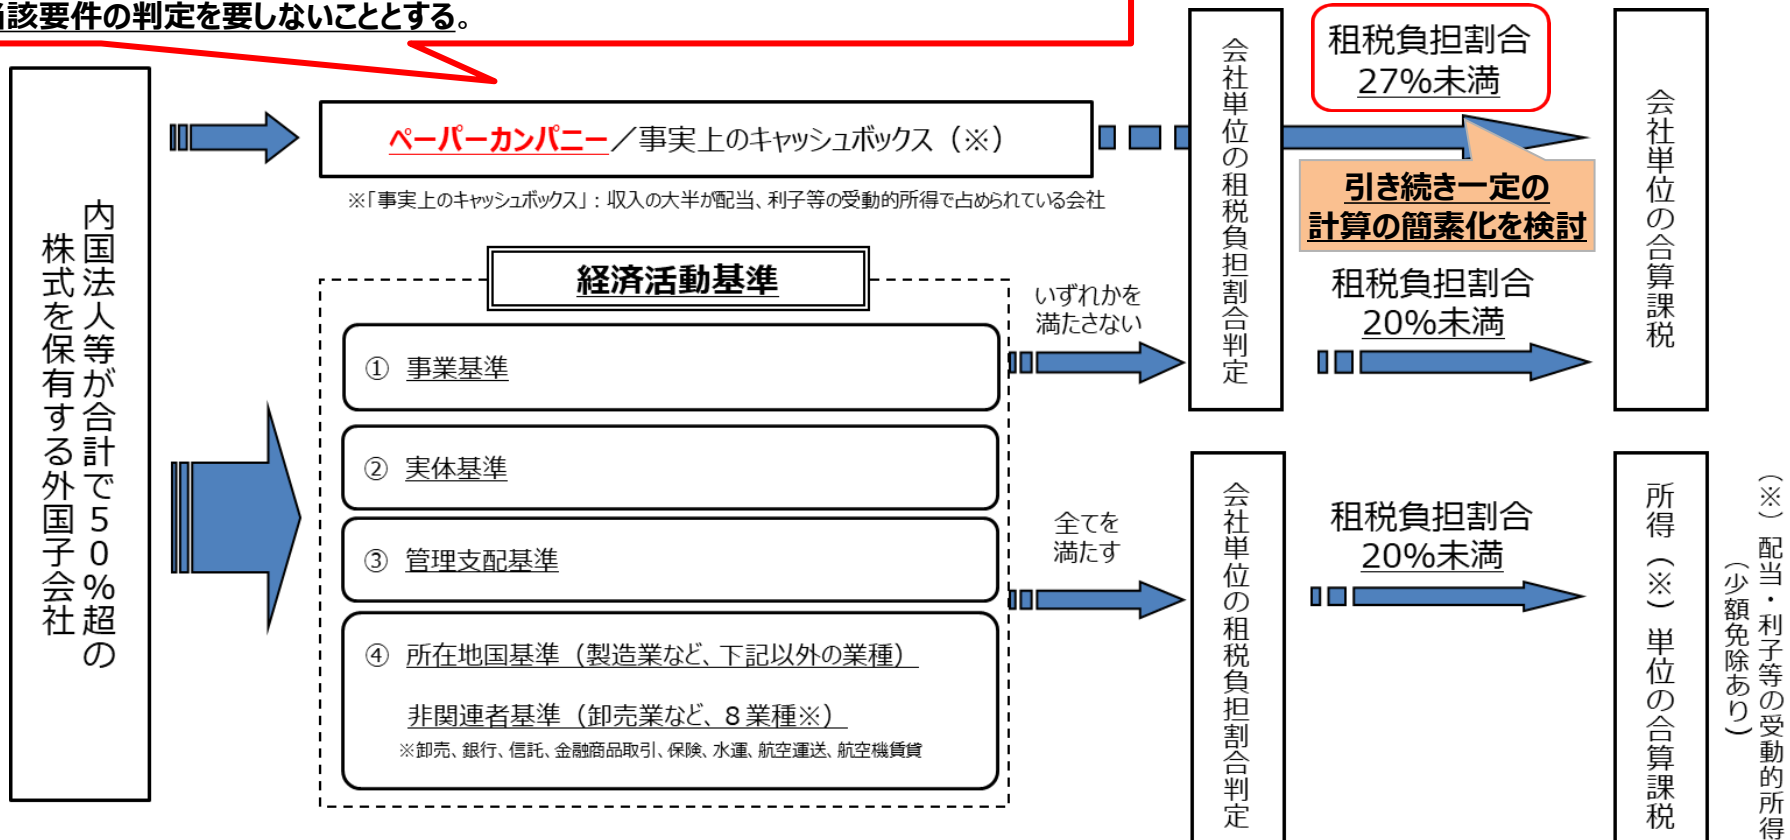 当該要件の判定を要しないこととする。
内国法人等が合計で50%超の
株式を保有する外国子会社
ペーパーカンパニー/事実上のキャッシュボックス（※）
※「事実上のキャッシュボックス」：収入の大半が配当、利子等の受動的所得で占められている会社
経済活動基準
① 事業基準
② 実体基準
③ 管理支配基準
④ 所在地国基準（製造業など、下記以外の業種）
非関連者基準（卸売業など、８業種※）
※卸売、銀行、信託、金融商品取引、保険、水運、航空運送、航空機賃貸
いずれかを
満たさない
全てを
満たす
会社単位の租税負担割合判定
租税負担割合
27%未満
引き続き一定の
計算の簡素化を検討
租税負担割合
20%未満
会社単位の合算課税
会社単位の租税負担割合判定
租税負担割合
20%未満
所得（※）単位の合算課税
（※）配当・利子等の受動的所得
（少額免除あり）